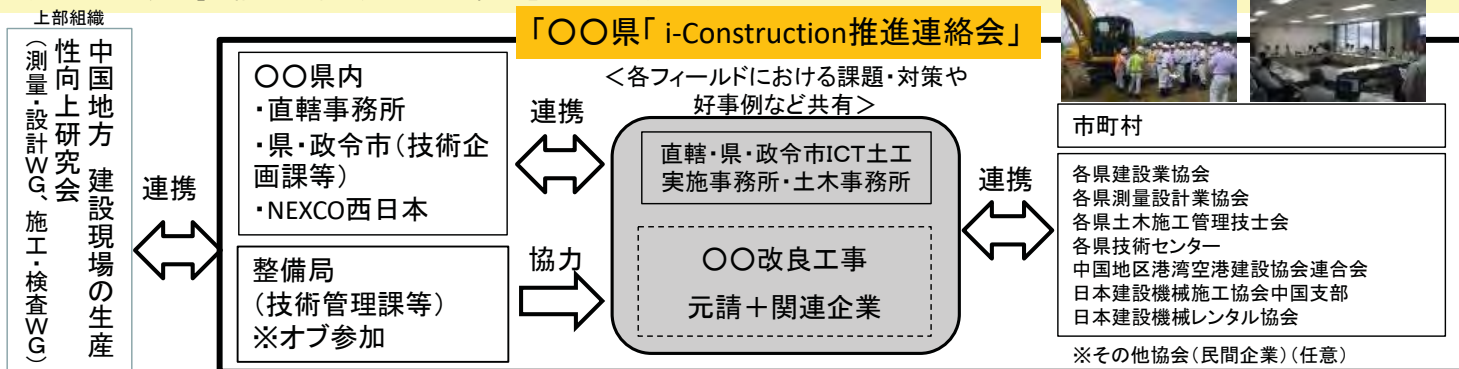 上部組織
中国地方 建設現場の生産
性向上研究会
（測量・設計WG、施工・検査WG）
連携
「〇〇県「 i-Construction推進連絡会」
〇〇県内
・直轄事務所
・県・政令市（技術企
画課等）
・NEXCO西日本
整備局
（技術管理課等）
※オブ参加
連携
協力
＜各フィールドにおける課題・対策や
好事例など共有＞
直轄・県・政令市ICT土工
実施事務所・土木事務所
〇〇改良工事
元請＋関連企業
連携
市町村
各県建設業協会
各県測量設計業協会
各県土木施工管理技士会
各県技術センター
中国地区港湾空港建設協会連合会
日本建設機械施工協会中国支部
日本建設機械レンタル協会
※その他協会（民間企業）（任意）